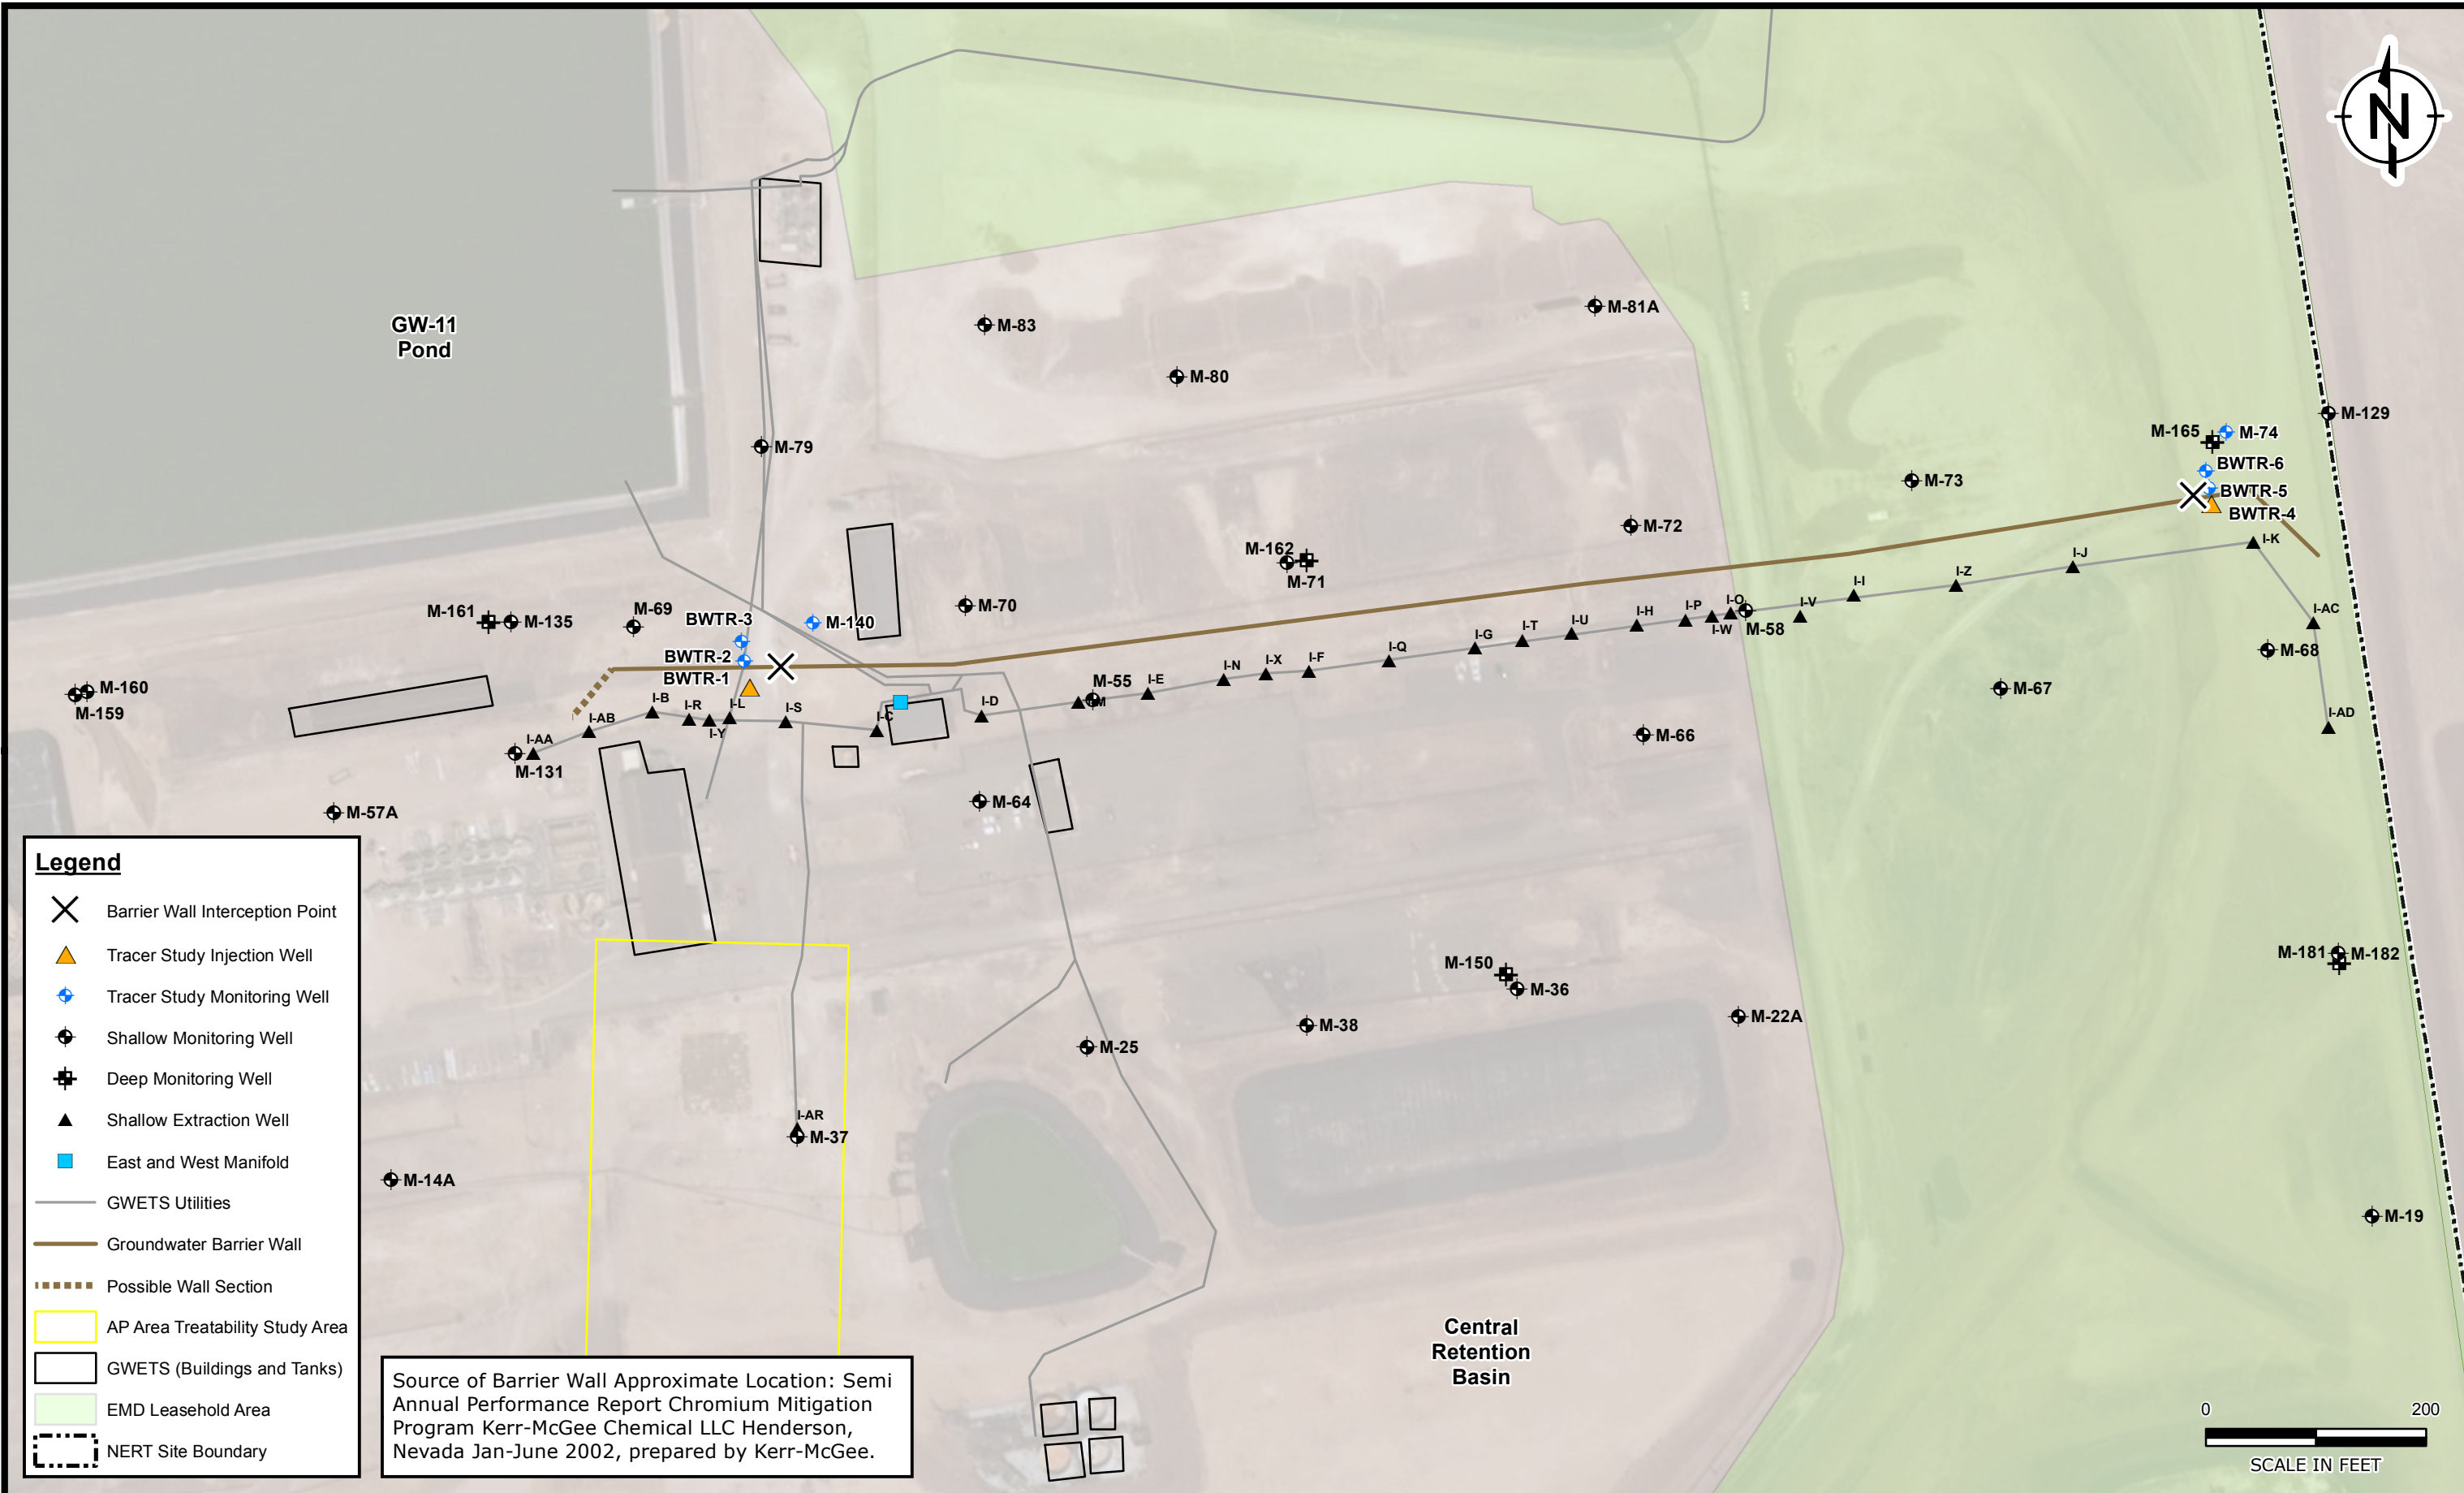 N
GW-11
Pond
M-83
M-81A
M-80
M-79
M-129
M-165
M-74
BWTR-6
BWTR-5
BWTR-4
M-73
M-72
M-162
M-71
M-161
M-135
M-69
BWTR-3
M-140
M-70
BWTR-2
BWTR-1
M-160
M-159
I-AA
M-131
I-AB
I-B
I-R
I-Y
I-L
I-S
I-C
I-D
M-55
I-E
I-N
I-X
I-F
I-Q
I-G
I-T
I-U
I-H
I-P
I-W
I-O
M-58
I-V
I-I
I-Z
I-J
I-K
I-AC
M-68
I-AD
M-67
M-66
M-64
M-57A
M-150
M-36
M-181
M-182
M-38
M-22A
M-25
I-AR
M-37
M-14A
M-19
Central
Retention
Basin
Legend
Barrier Wall Interception Point
Tracer Study Injection Well
Tracer Study Monitoring Well
Shallow Monitoring Well
Deep Monitoring Well
Shallow Extraction Well
East and West Manifold
GWETS Utilities
Groundwater Barrier Wall
Possible Wall Section
AP Area Treatability Study Area
GWETS (Buildings and Tanks)
EMD Leasehold Area
NERT Site Boundary
Source of Barrier Wall Approximate Location: Semi
Annual Performance Report Chromium Mitigation
Program Kerr-McGee Chemical LLC Henderson,
Nevada Jan-June 2002, prepared by Kerr-McGee.
0 200
SCALE IN FEET